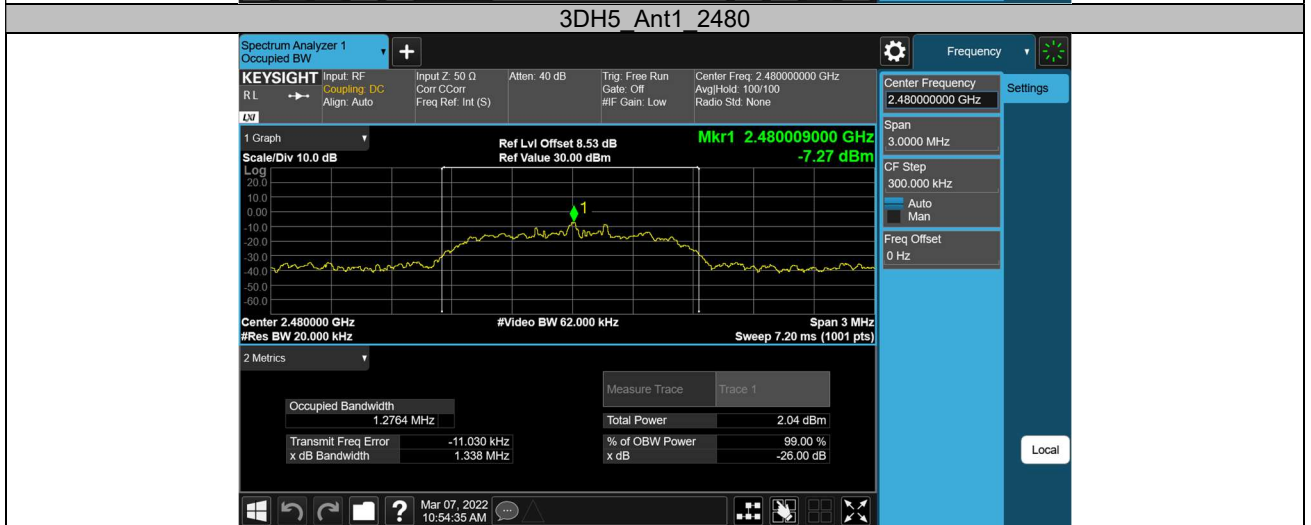 3DH5_Ant1_2480
Spectrum Analyzer 1
Occupied BW
+
Frequency
KEYSIGHT
RL
LXI
Input: RF
Coupling: DC
Align: Auto
Input Z: 50 Ω
Corr CCorr
Freq Ref: Int (S)
Atten: 40 dB
Trig: Free Run
Gate: Off
#IF Gain: Low
Center Freq: 2.480000000 GHz
Avg|Hold: 100/100
Radio Std: None
Center Frequency
2.480000000 GHz
Settings
Span
3.0000 MHz
CF Step
300.000 kHz
Auto
Man
Freq Offset
0 Hz
Local
1 Graph
Scale/Div 10.0 dB
Ref Lvl Offset 8.53 dB
Ref Value 30.00 dBm
Mkr1 2.480009000 GHz
-7.27 dBm
Log
20.0
10.0
0.00
-10.0
-20.0
-30.0
-40.0
-50.0
-60.0
1
Center 2.480000 GHz
#Video BW 62.000 kHz
Span 3 MHz
#Res BW 20.000 kHz
Sweep 7.20 ms (1001 pts)
2 Metrics
Measure Trace Trace 1
Occupied Bandwidth
1.2764 MHz
Total Power 2.04 dBm
Transmit Freq Error -11.030 kHz
% of OBW Power 99.00 %
x dB Bandwidth 1.338 MHz
x dB -26.00 dB
?
Mar 07, 2022
10:54:35 AM